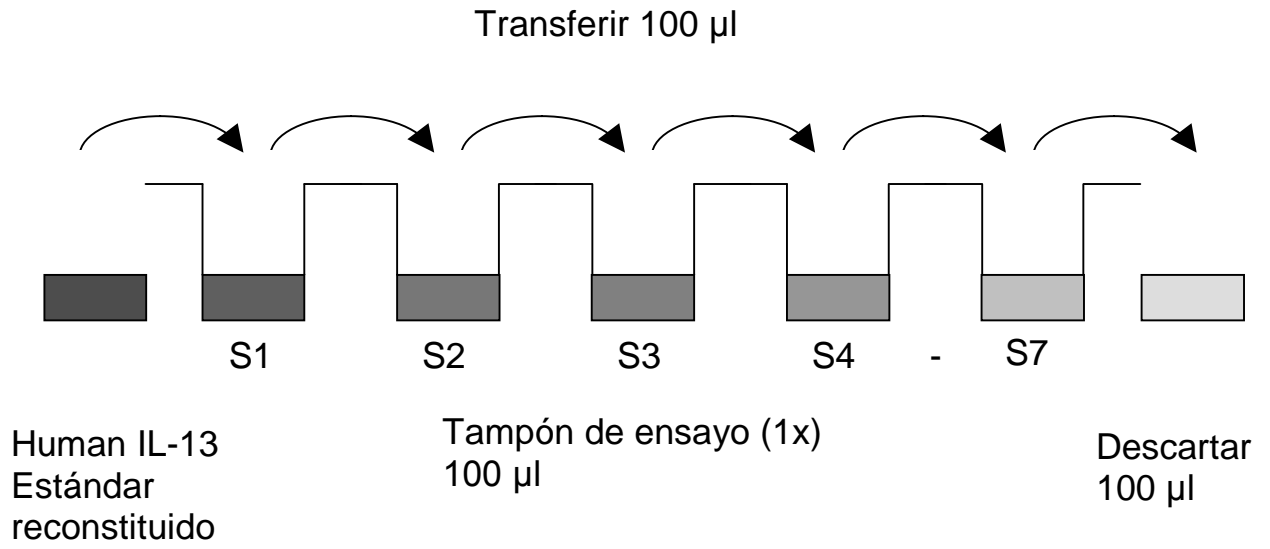 Transferir 100 µl
S1 S2 S3 S4 - S7
Human IL-13
Estándar
reconstituido
Tampón de ensayo (1x)
100 µl
Descartar
100 µl